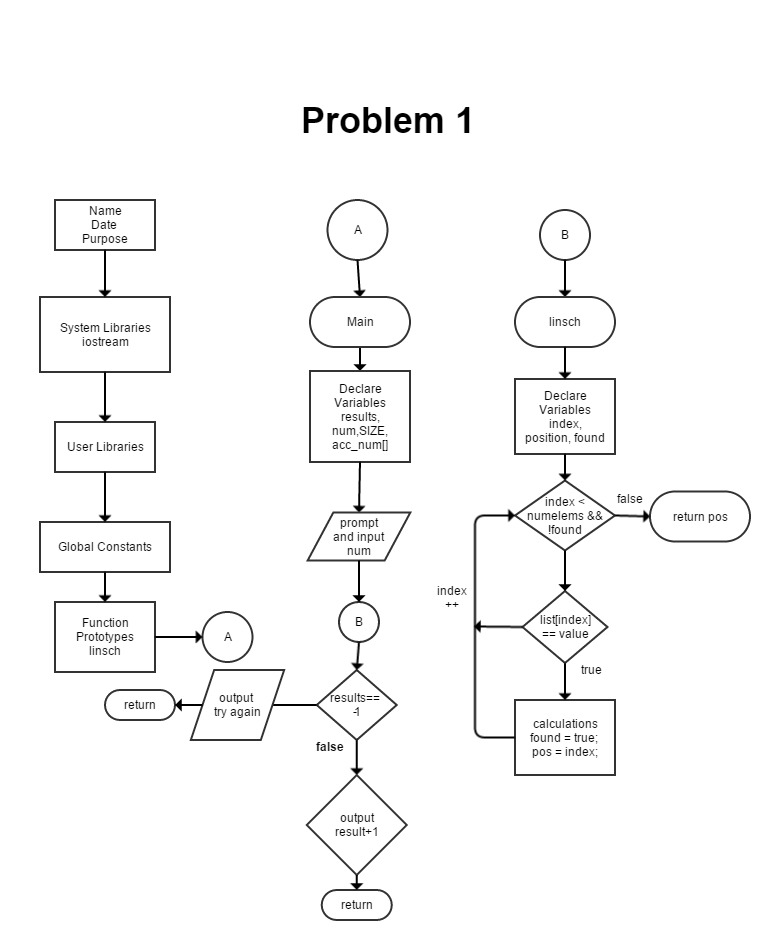 Problem 1
Name
Date
Purpose
System Libraries
iostream
User Libraries
Global Constants
Function
Prototypes
linsch
A
A
Main
Declare
Variables
results,
num,SIZE,
acc_num[]
prompt
and input
num
B
results==
-1
output
try again
return
false
output
result+1
return
B
linsch
Declare
Variables
index,
position, found
index <
numelems &&
!found
false
return pos
index
++
list[index]
== value
true
calculations
found = true;
pos = index;